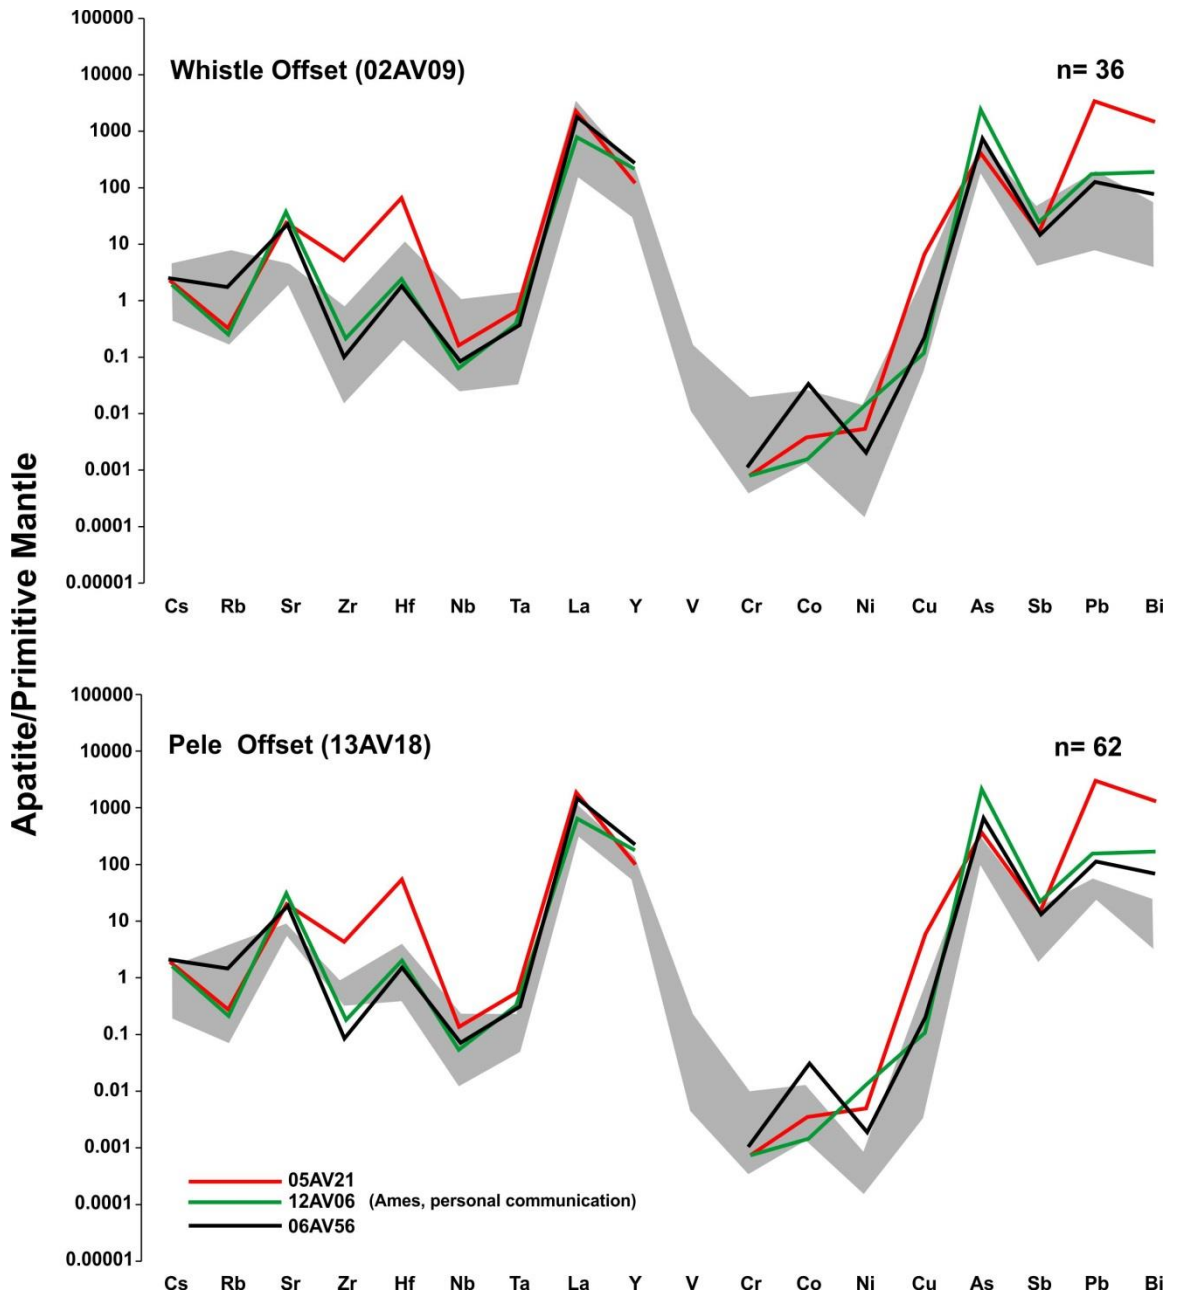 100000
10000
1000
100
10
1
0.1
0.01
0.001
0.0001
0.00001
Whistle Offset (02AV09)
n= 36
Cs Rb Sr Zr Hf Nb Ta La Y V Cr Co Ni Cu As Sb Pb Bi
Apatite/Primitive Mantle
100000
10000
1000
100
10
1
0.1
0.01
0.001
0.0001
0.00001
Pele Offset (13AV18)
n= 62
05AV21
12AV06 (Ames, personal communication)
06AV56
Cs Rb Sr Zr Hf Nb Ta La Y V Cr Co Ni Cu As Sb Pb Bi